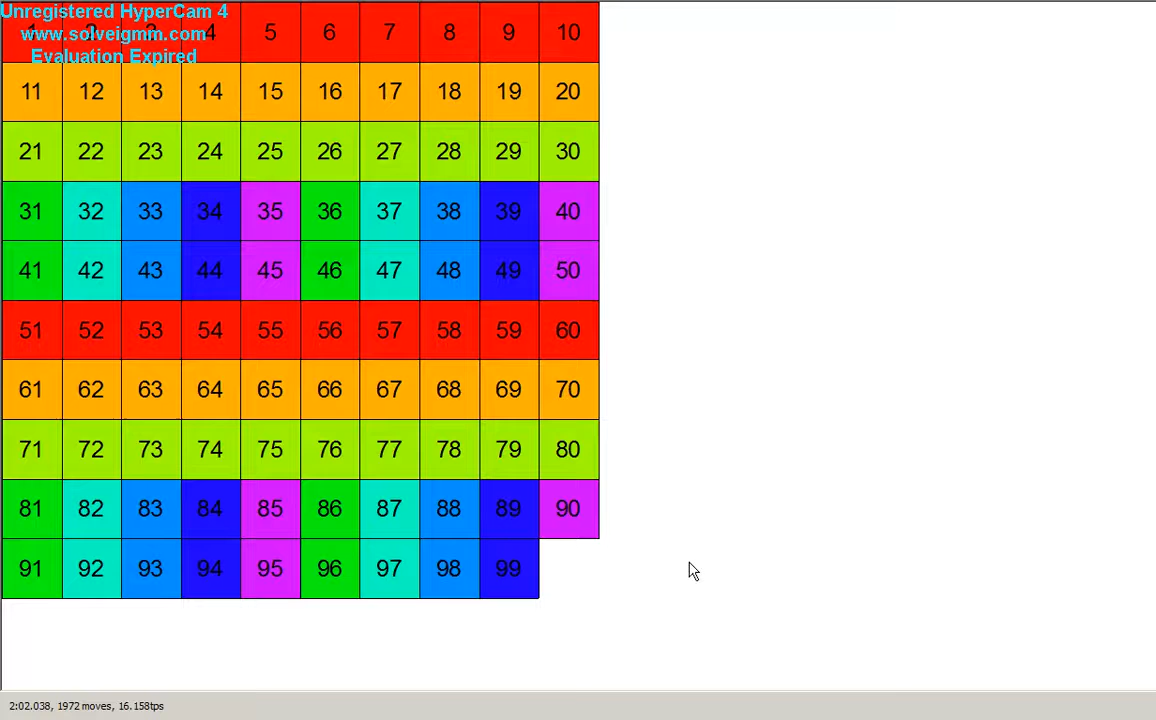 Unregistered HyperCam 4
www.solveigmm.com
Evaluation Expired
1 2 3 4 5 6 7 8 9 10
11 12 13 14 15 16 17 18 19 20
21 22 23 24 25 26 27 28 29 30
31 32 33 34 35 36 37 38 39 40
41 42 43 44 45 46 47 48 49 50
51 52 53 54 55 56 57 58 59 60
61 62 63 64 65 66 67 68 69 70
71 72 73 74 75 76 77 78 79 80
81 82 83 84 85 86 87 88 89 90
91 92 93 94 95 96 97 98 99
2:02.038, 1972 moves, 16.158tps